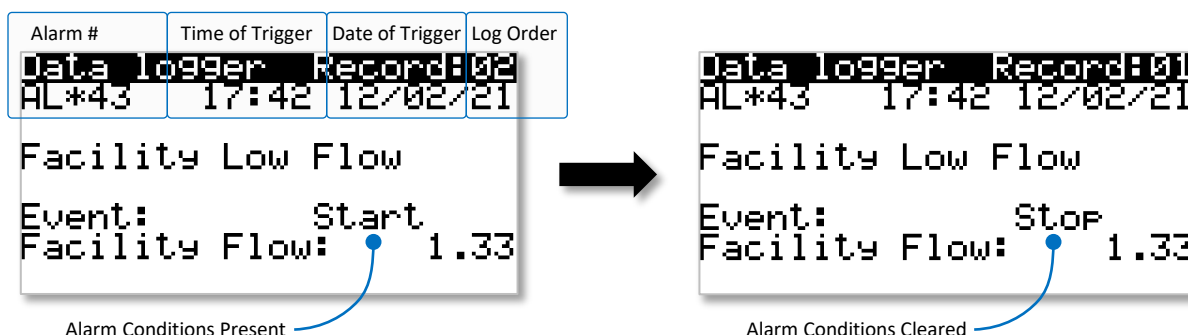 Alarm # Time of Trigger Date of Trigger Log Order
Data logger Record:02
AL*43 17:42 12/02/21
Facility Low Flow
Event: Start
Facility Flow: 1.33
Alarm Conditions Present
Data logger Record:01
AL*43 17:42 12/02/21
Facility Low Flow
Event: Stop
Facility Flow: 1.33
Alarm Conditions Cleared